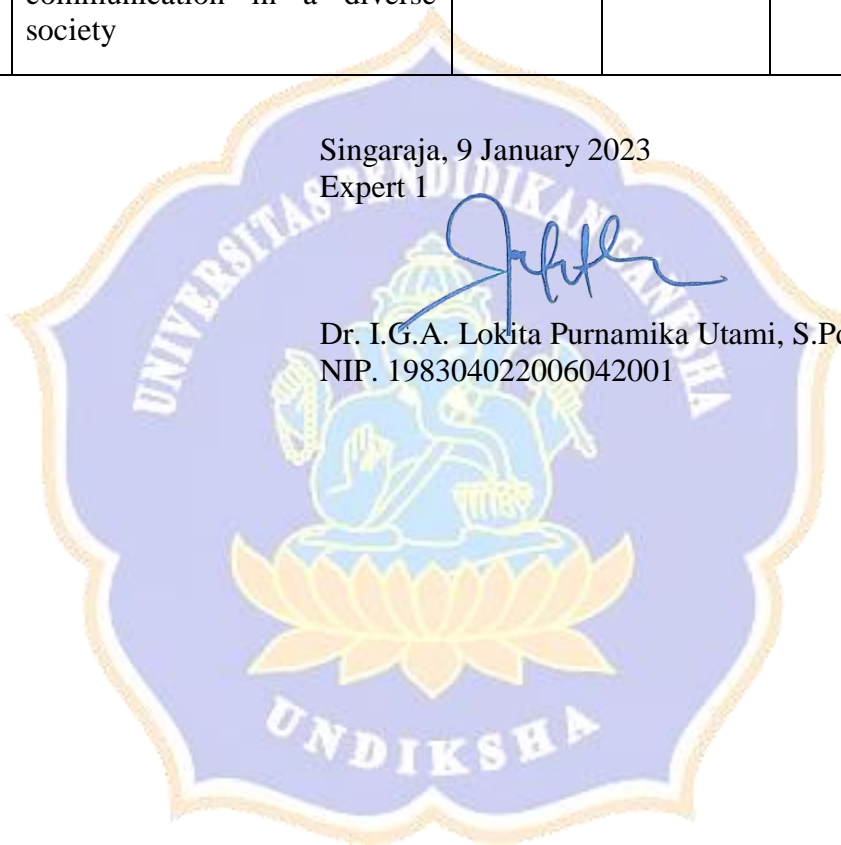 communication in a diverse
society
Singaraja, 9 January 2023
Expert 1
UNIVERSITAS PENDIDIKAN GANESHA
Dr. I.G.A. Lokita Purnamika Utami, S.Pd
NIP. 198304022006042001
UNDIKSHA